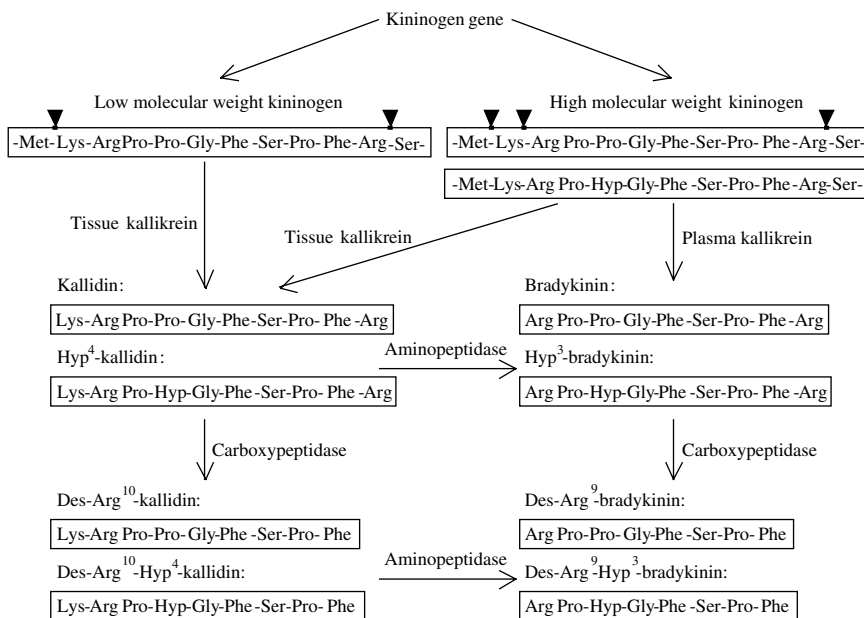 Kininogen gene
Low molecular weight kininogen
High molecular weight kininogen
-Met-Lys-ArgPro-Pro-Gly-Phe -Ser-Pro- Phe-Arg-Ser-
-Met-Lys-Arg Pro-Pro-Gly-Phe -Ser-Pro- Phe -Arg-Ser-
-Met-Lys-Arg Pro-Hyp-Gly-Phe -Ser-Pro- Phe-Arg-Ser-
Tissue kallikrein
Tissue kallikrein
Plasma kallikrein
Kallidin:
Bradykinin:
Lys-Arg Pro-Pro- Gly-Phe-Ser-Pro- Phe -Arg
Arg Pro-Pro-Gly-Phe-Ser-Pro- Phe-Arg
Hyp4-kallidin:
Aminopeptidase
Hyp3-bradykinin:
Lys-Arg Pro-Hyp-Gly-Phe -Ser-Pro- Phe -Arg
Arg Pro-Hyp-Gly-Phe -Ser-Pro- Phe -Arg
Carboxypeptidase
Carboxypeptidase
Des-Arg10-kallidin:
Des-Arg9-bradykinin:
Lys-Arg Pro-Pro- Gly-Phe -Ser-Pro- Phe
Arg Pro-Pro-Gly-Phe -Ser-Pro- Phe
Des-Arg10-Hyp4-kallidin:
Aminopeptidase
Des-Arg9-Hyp3-bradykinin:
Lys-Arg Pro-Hyp-Gly-Phe -Ser-Pro- Phe
Arg Pro-Hyp-Gly-Phe -Ser-Pro- Phe